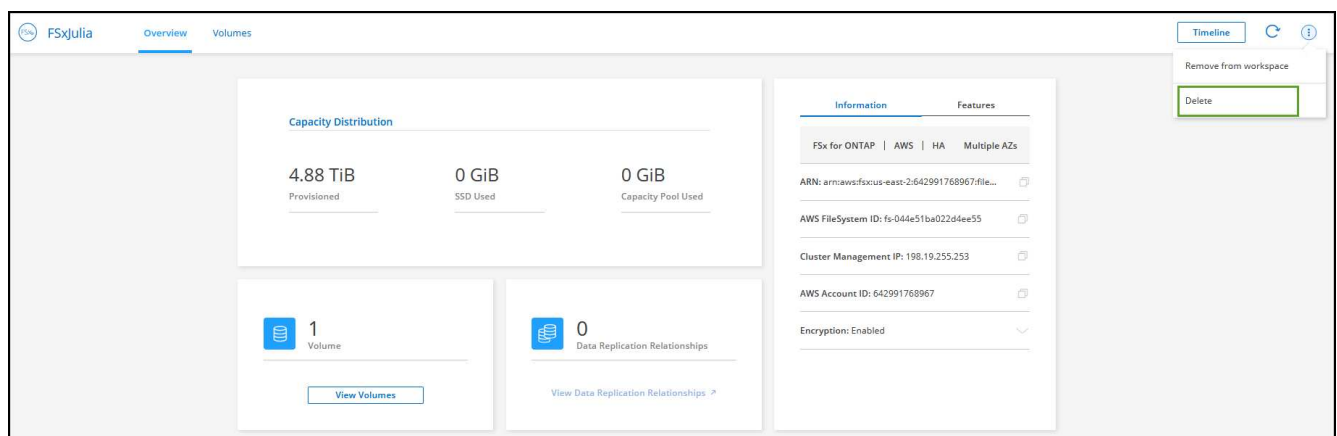 FSxJulia
Overview
Volumes
Timeline
Remove from workspace
Delete
Capacity Distribution
4.88 TiB
Provisioned
0 GiB
SSD Used
0 GiB
Capacity Pool Used
Information
Features
FSx for ONTAP | AWS | HA Multiple AZs
ARN: arn:aws:fsx:us-east-2:642991768967:file...
AWS FileSystem ID: fs-044e51ba022d4ee55
Cluster Management IP: 198.19.255.253
AWS Account ID: 642991768967
Encryption: Enabled
1
Volume
View Volumes
0
Data Replication Relationships
View Data Replication Relationships